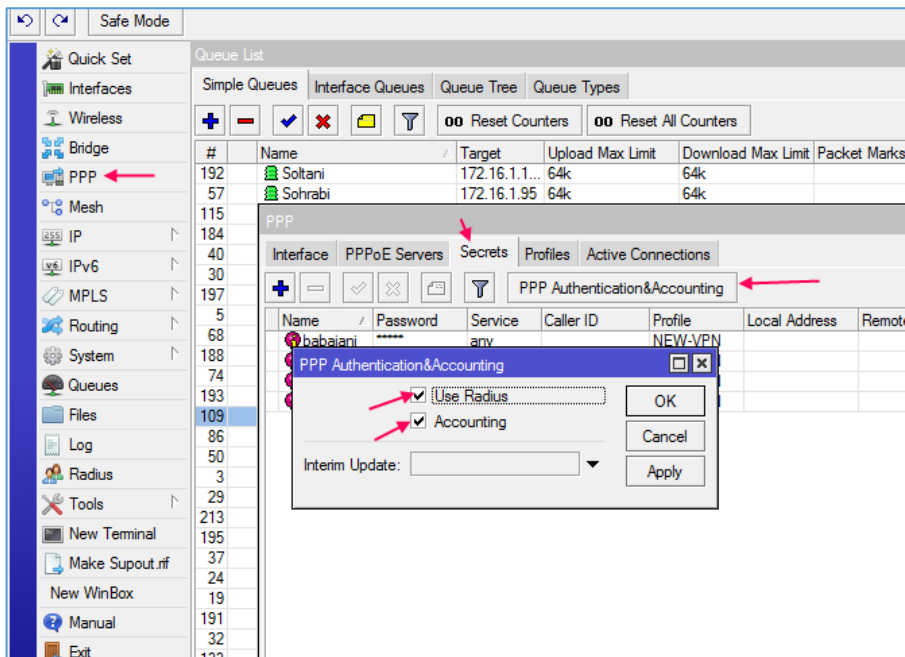 Safe Mode
Quick Set
Interfaces
Wireless
Bridge
PPP
Mesh
IP
IPv6
MPLS
Routing
System
Queues
Files
Log
Radius
Tools
New Terminal
Make Supout.rif
New WinBox
Manual
Exit
Queue List
Simple Queues Interface Queues Queue Tree Queue Types
00 Reset Counters 00 Reset All Counters
# Name Target Upload Max Limit Download Max Limit Packet Marks
192 Soltani 172.16.1.1... 64k 64k
57 Sohrabi 172.16.1.95 64k 64k
115
184
40
30
197
5
68
188
74
193
109
86
50
3
29
213
195
37
24
19
191
32
PPP
Interface PPPoE Servers Secrets Profiles Active Connections
PPP Authentication&Accounting
Name Password Service Caller ID Profile Local Address Remot
babaiani ***** any NEW-VPN
PPP Authentication&Accounting
Use Radius
Accounting
Interim Update:
OK
Cancel
Apply